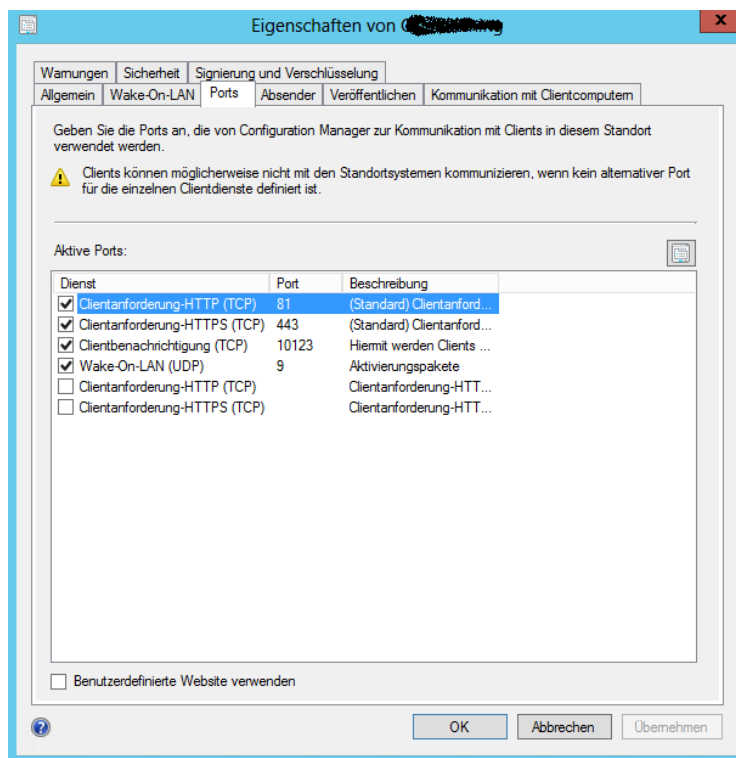 Eigenschaften von
x
Warnungen Sicherheit Signierung und Verschlüsselung
Allgemein Wake-On-LAN Ports Absender Veröffentlichen Kommunikation mit Clientcomputern
Geben Sie die Ports an, die von Configuration Manager zur Kommunikation mit Clients in diesem Standort
verwendet werden.
Clients können möglicherweise nicht mit den Standortsystemen kommunizieren, wenn kein alternativer Port
für die einzelnen Clientdienste definiert ist.
Aktive Ports:
Dienst Port Beschreibung
Clientanforderung-HTTP (TCP) 81 (Standard) Clientanford...
Clientanforderung-HTTPS (TCP) 443 (Standard) Clientanford...
Clientbenachrichtigung (TCP) 10123 Hiermit werden Clients ...
Wake-On-LAN (UDP) 9 Aktivierungspakete
Clientanforderung-HTTP (TCP) Clientanforderung-HTT...
Clientanforderung-HTTPS (TCP) Clientanforderung-HTT...
Benutzerdefinierte Website verwenden
? OK Abbrechen Übernehmen